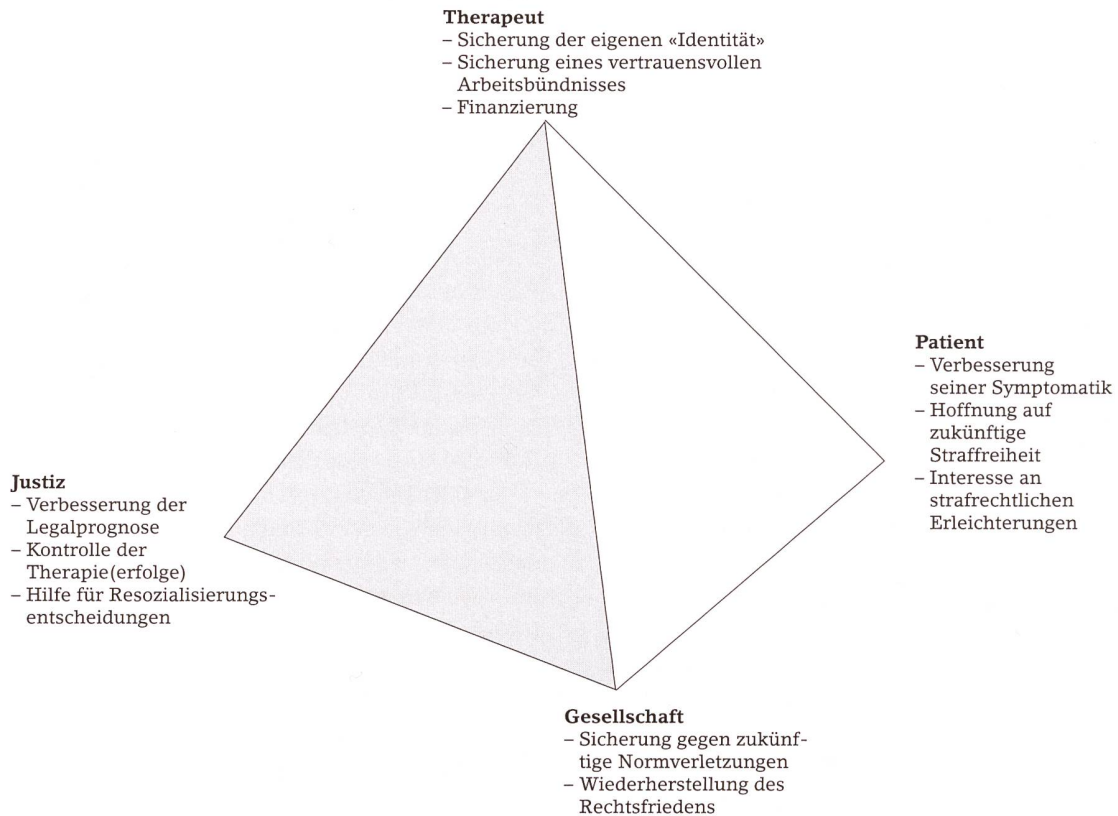 Therapeut
– Sicherung der eigenen «Identität»
– Sicherung eines vertrauensvollen
Arbeitsbündnisses
– Finanzierung
Patient
– Verbesserung
seiner Symptomatik
– Hoffnung auf
zukünftige
Straffreiheit
– Interesse an
strafrechtlichen
Erleichterungen
Justiz
– Verbesserung der
Legalprognose
– Kontrolle der
Therapie(erfolge)
– Hilfe für Resozialisierungs-
entscheidungen
Gesellschaft
– Sicherung gegen zukünf-
tige Normverletzungen
– Wiederherstellung des
Rechtsfriedens